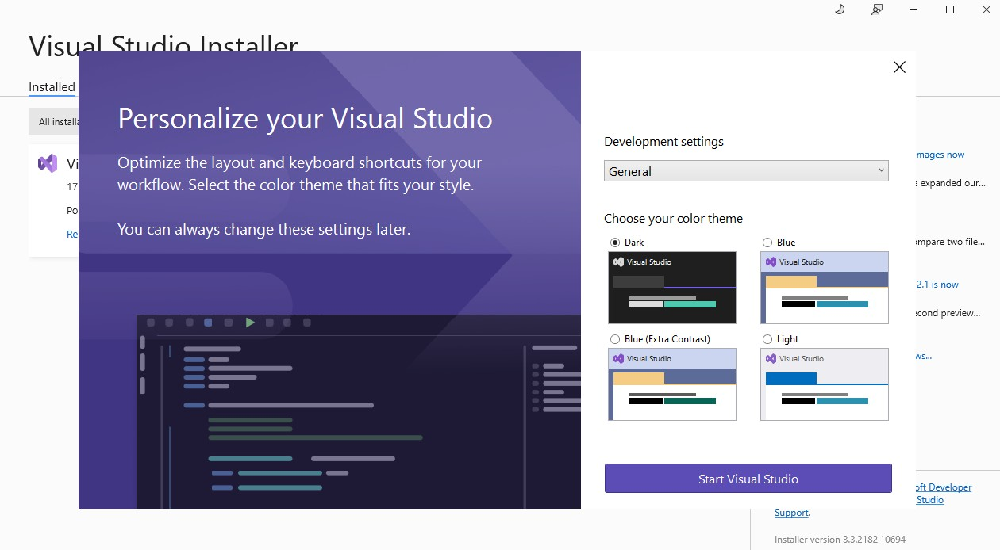 Visual Studio Installer
Installed
All installa
Vi
17
Po
Re
Personalize your Visual Studio
Optimize the layout and keyboard shortcuts for your
workflow. Select the color theme that fits your style.
You can always change these settings later.
Development settings
General
Choose your color theme
Dark
Blue
Visual Studio
Visual Studio
Blue (Extra Contrast)
Light
Visual Studio
Visual Studio
Start Visual Studio
mages now
e expanded our...
ompare two file...
2.1 is now
econd preview...
ws...
oft Developer
Studio
Support.
Installer version 3.3.2182.10694